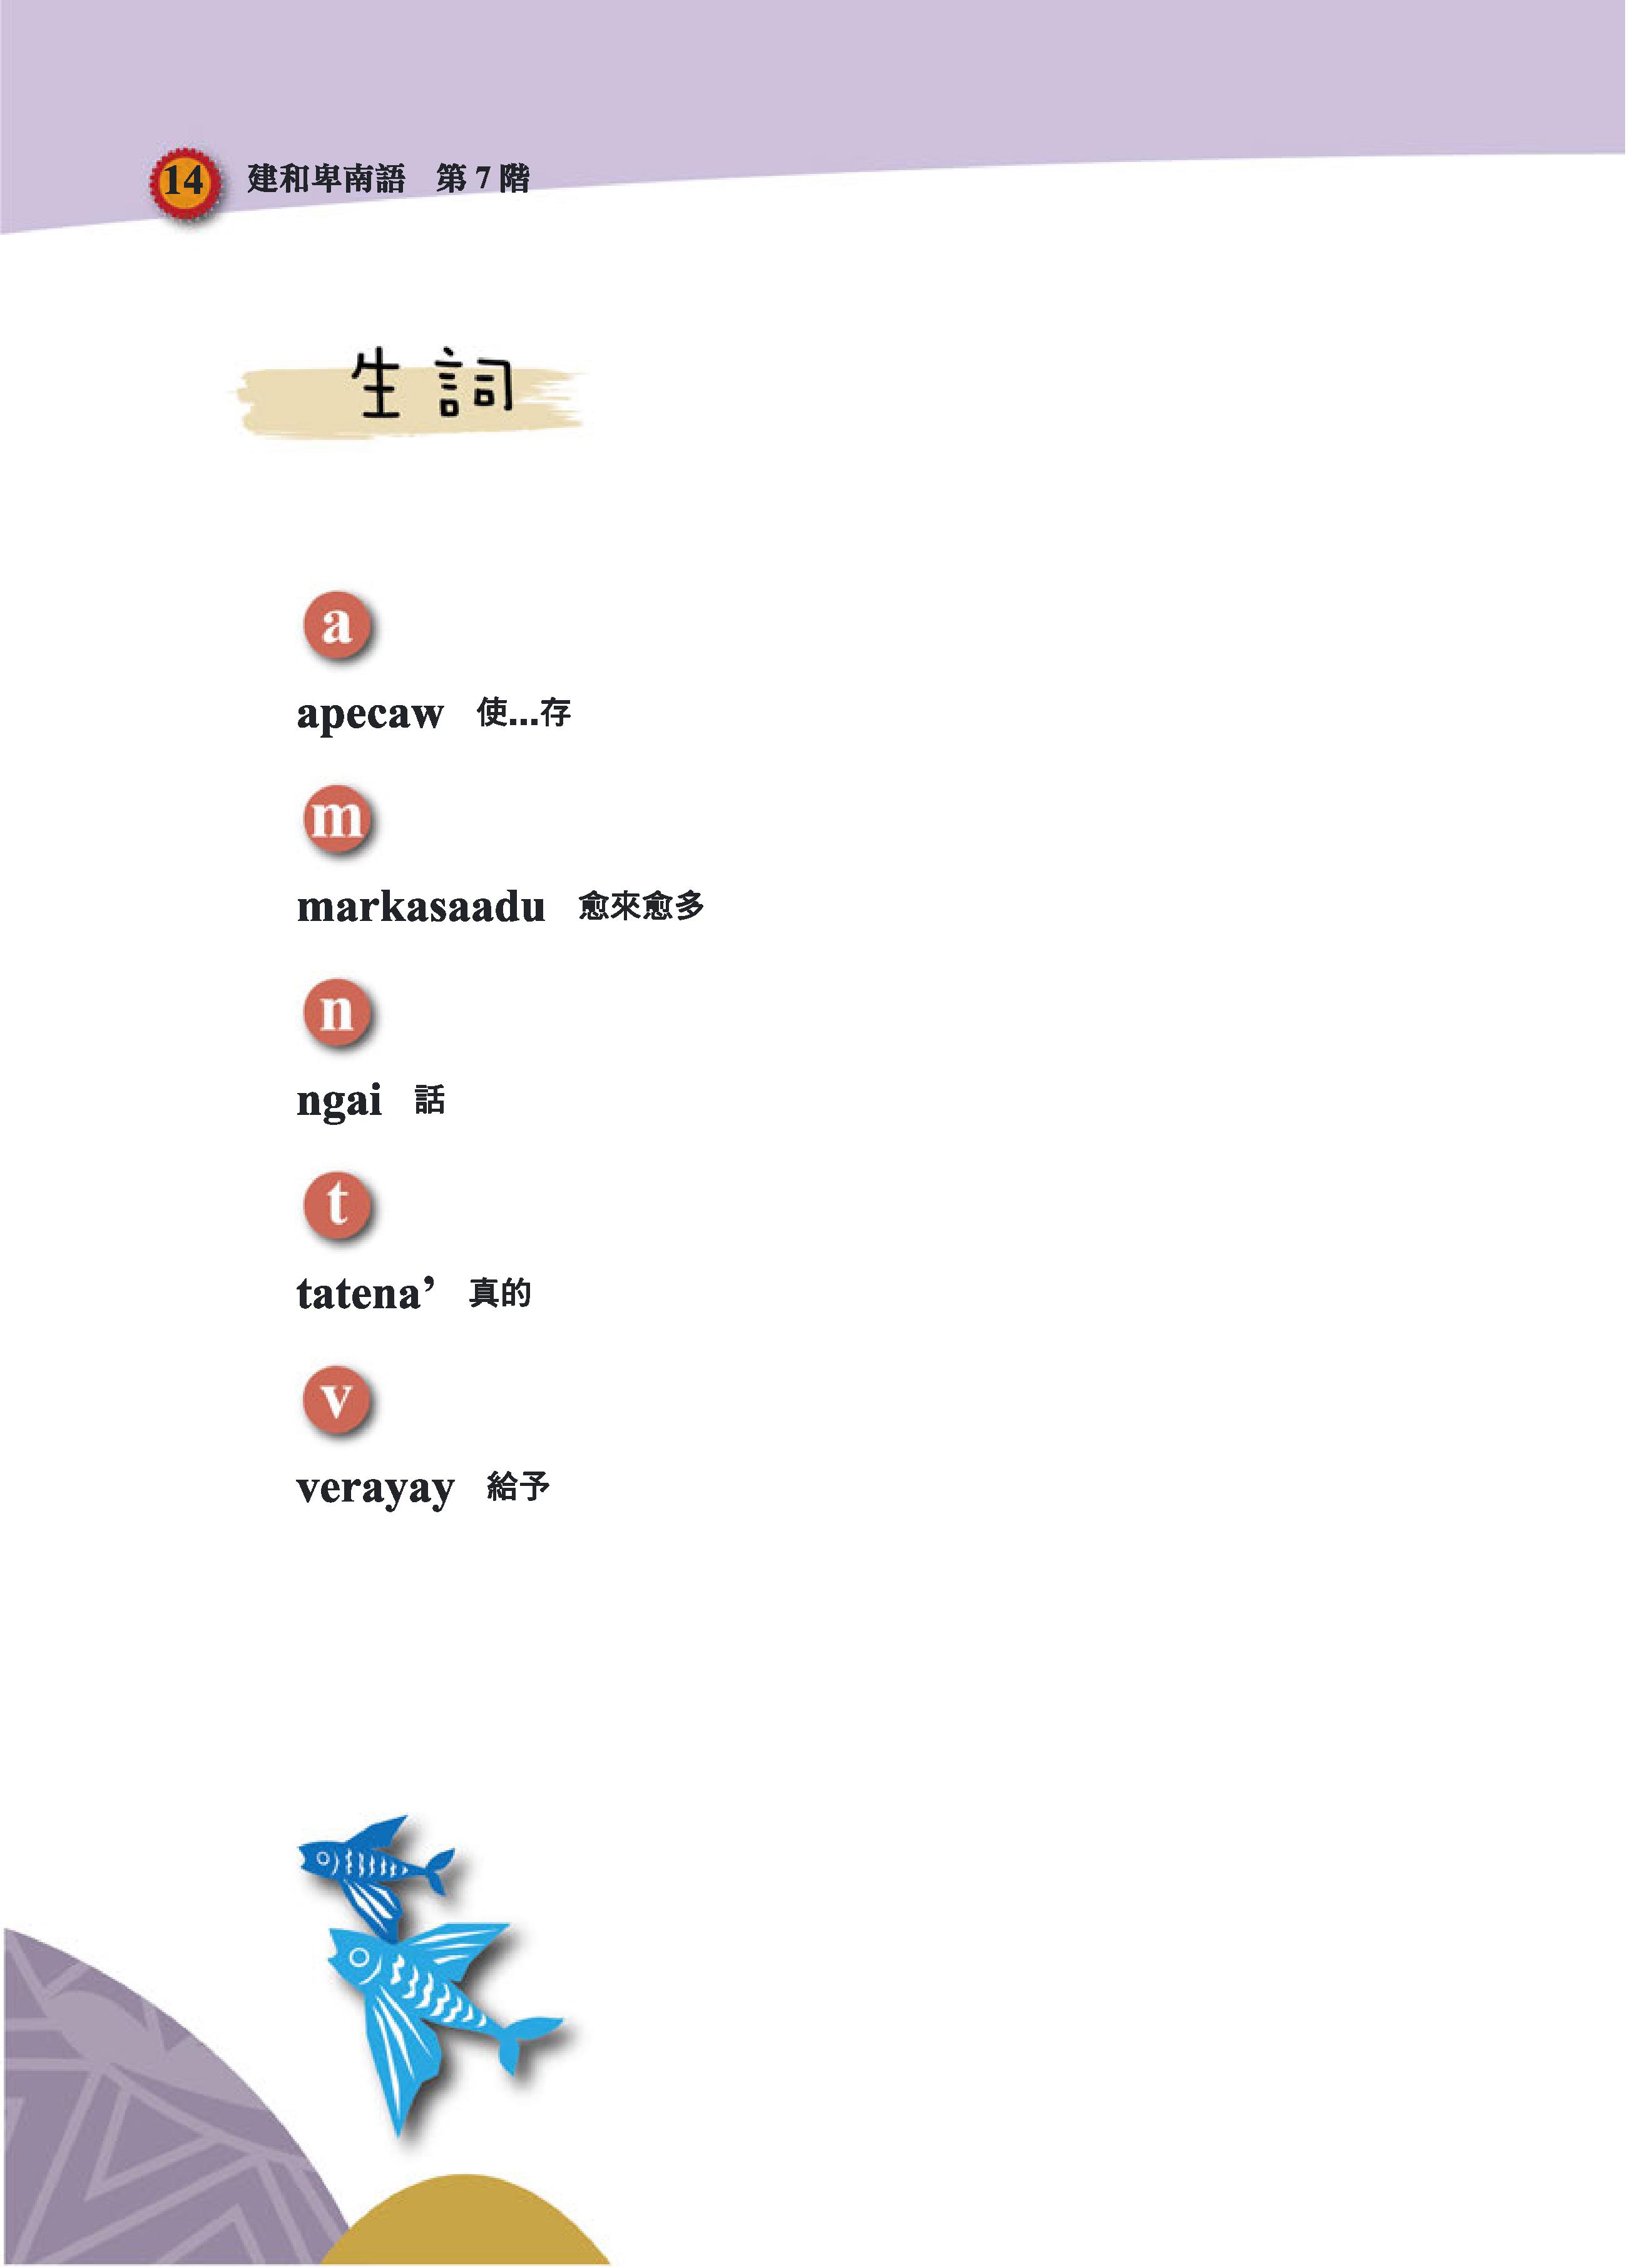 14 建和卑南語 第 7 階
生詞
a
apecaw 使...存
m
markasaadu 愈來愈多
n
ngai 話
t
tatena’ 真的
v
verayay 給予